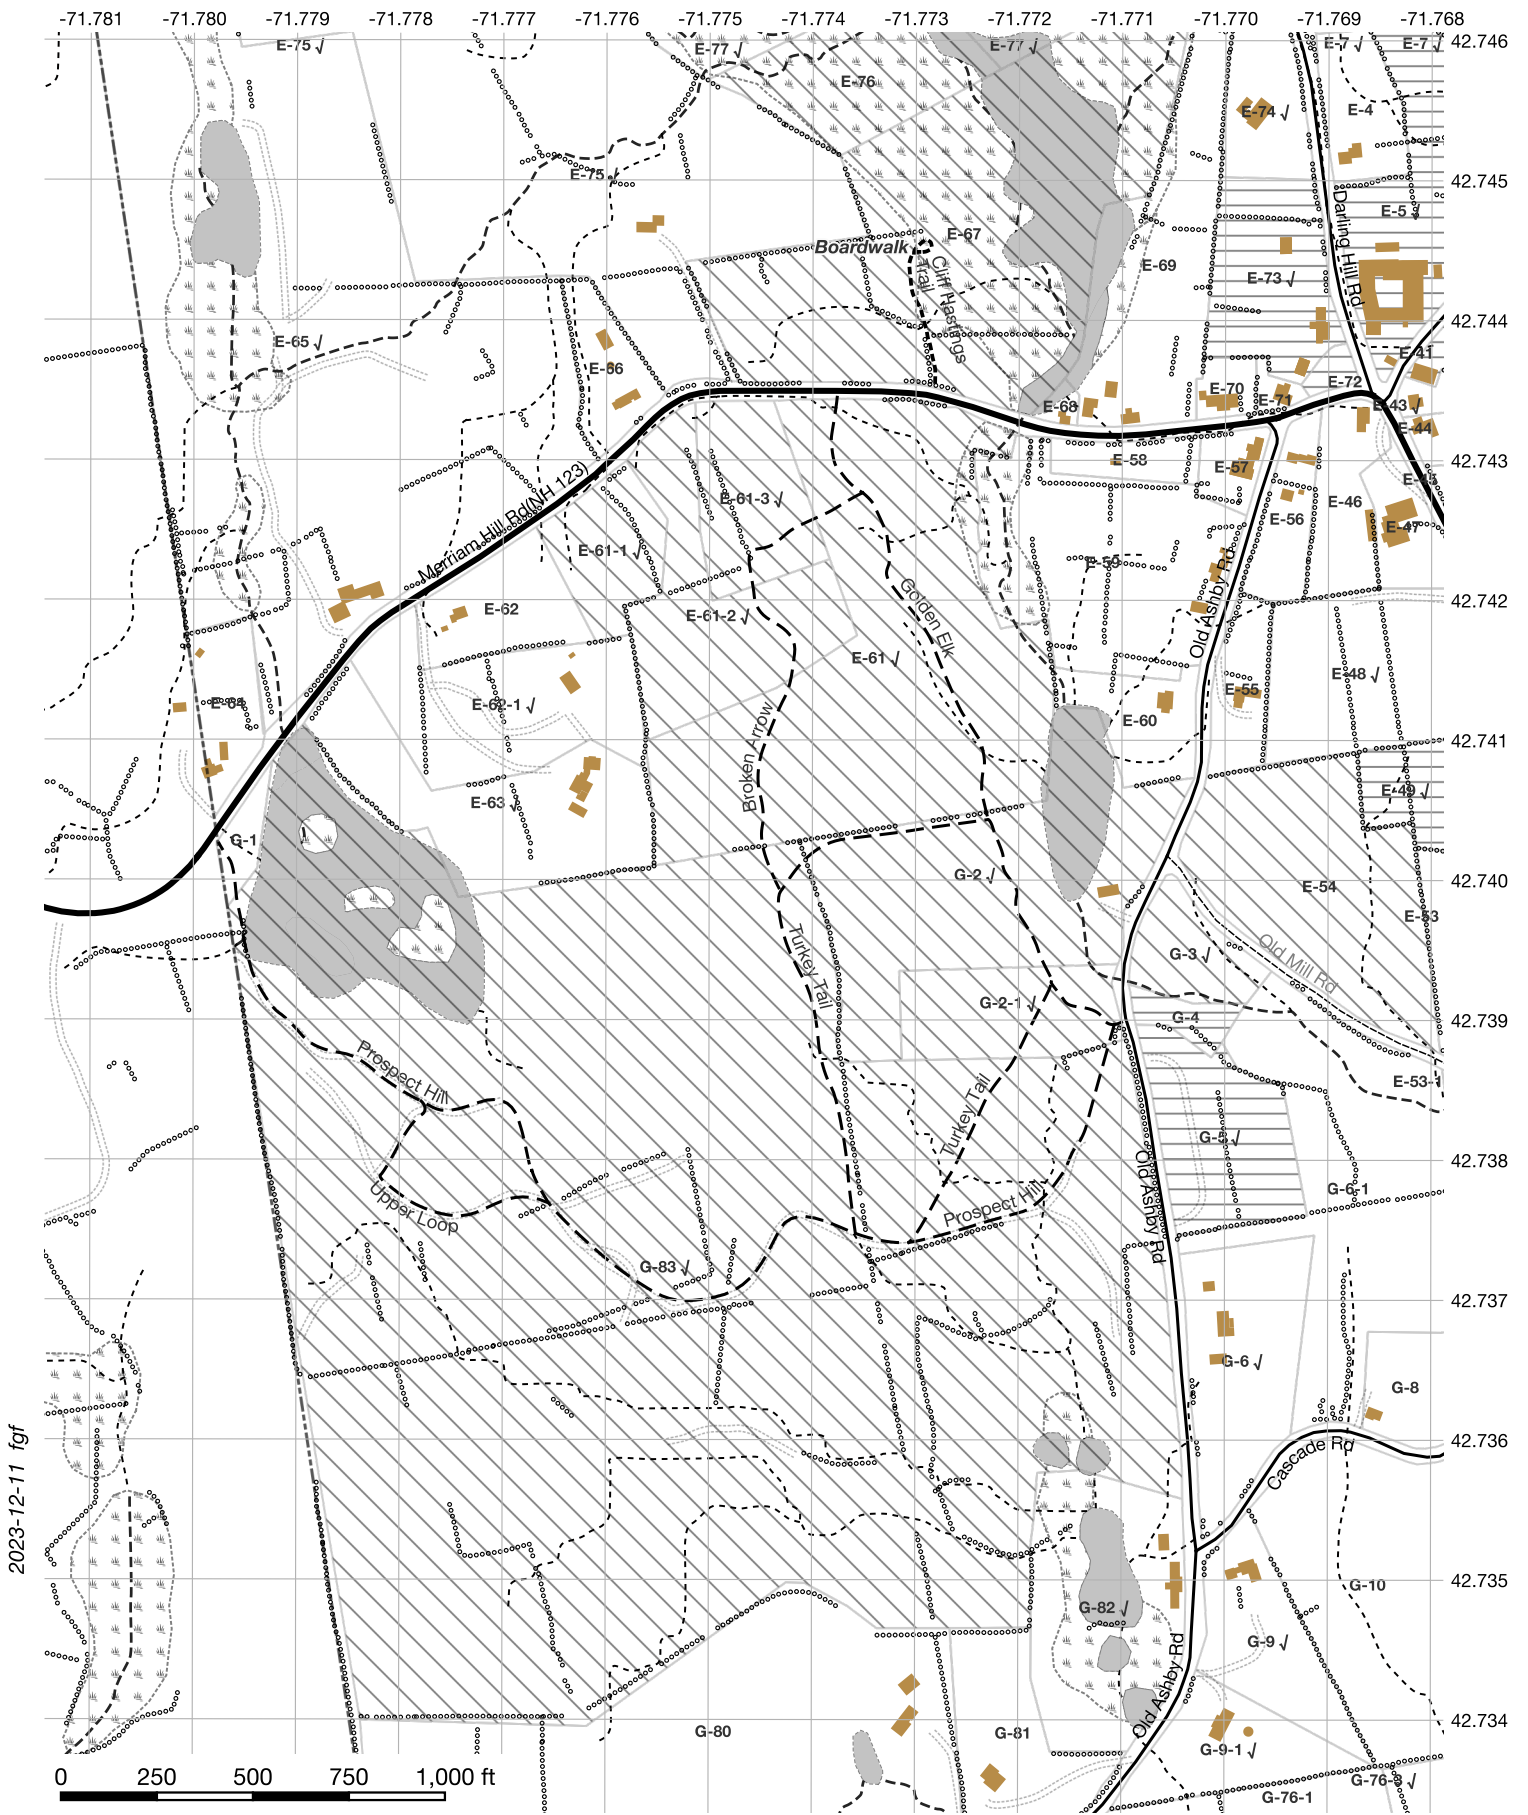 -71.781 -71.780 -71.779 -71.778 -71.777 -71.776 -71.775 -71.774 -71.773 -71.772 -71.771 -71.770 -71.769 -71.768
42.746
E-75 √
E-77 √
E-77 √
E-7 √
E-7 √
E-76
E-74 √
E-4
E-75 √
42.745
E-5 √
Darling Hill Rd
E-67
Boardwalk
Cliff Hastings
Trail
E-69
E-73 √
42.744
E-65 √
E-41
E-66
E-72
E-70
E-71
E-68
E-43 √
E-44
42.743
E-58
E-57
E-45
E-61-3 √
E-46
Merriam Hill Rd(NH 123)
E-56
E-47
E-61-1 √
E-59
42.742
E-62
E-61-2 √
Golden Elk
Old Ashby Rd
E-61 √
E-48 √
E-55
E-64
E-62-1 √
E-60
42.741
Broken Arrow
E-49 √
E-63 √
G-1
G-2 √
42.740
E-54
E-53
Turkey Tail
G-3 √
Old Mill Rd
G-2-1 √
G-4
42.739
Prospect Hill
E-53-1
Turkey Tail
G-5 √
42.738
Upper Loop
Prospect Hill
Old Ashby Rd
G-6-1
G-83 √
42.737
G-6 √
G-8
42.736
Cascade Rd
2023-12-11 fgf
42.735
G-10
G-82 √
G-9 √
Old Ashby Rd
42.734
G-80
G-81
G-9-1 √
G-76-3 √
G-76-1
0 250 500 750 1,000 ft